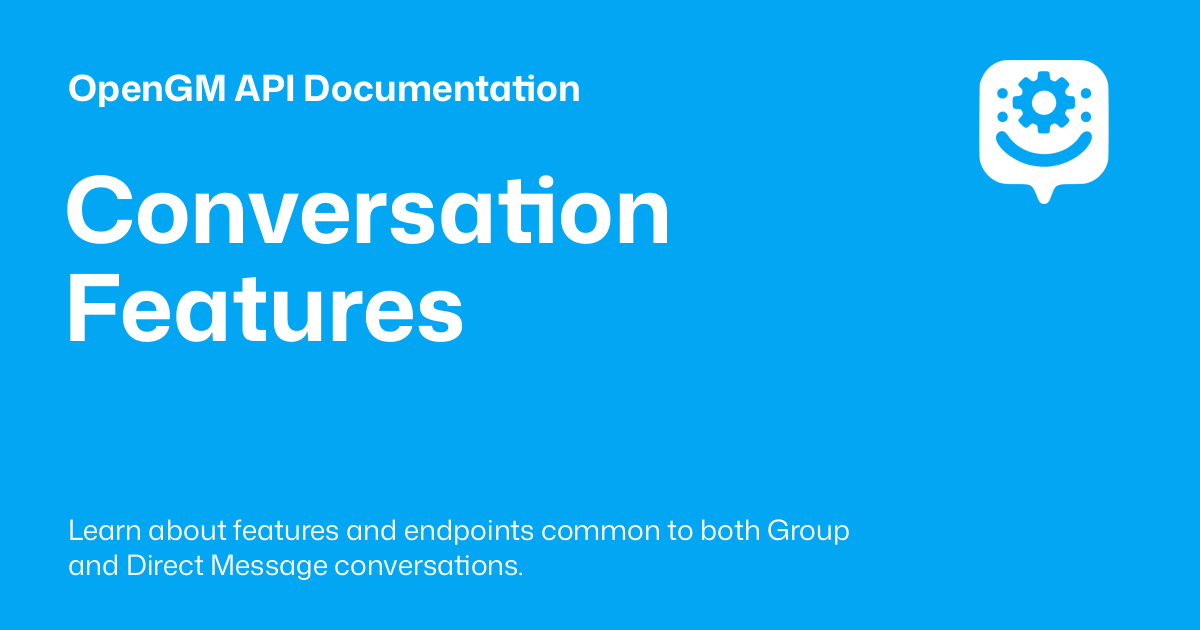 OpenGM API Documentation
Conversation
Features
Learn about features and endpoints common to both Group
and Direct Message conversations.